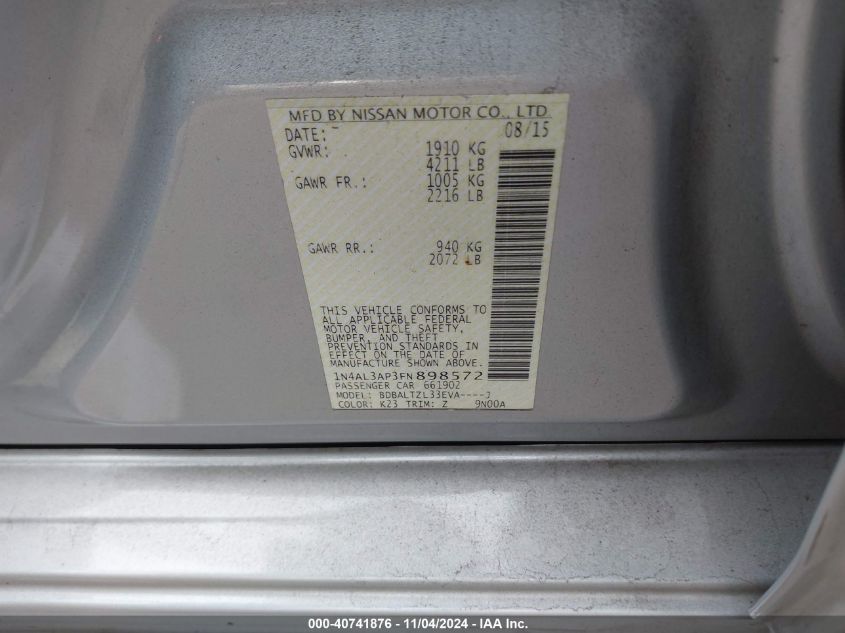 MFD BY NISSAN MOTOR CO., LTD
DATE: 08/15
GVWR: 1910 KG
4211 LB
GAWR FR.: 1005 KG
2216 LB
GAWR RR.: 940 KG
2072 LB
THIS VEHICLE CONFORMS TO
ALL APPLICABLE FEDERAL
MOTOR VEHICLE SAFETY,
BUMPER, AND THEFT
PREVENTION STANDARDS IN
EFFECT ON THE DATE OF
MANUFACTURE SHOWN ABOVE.
1N4AL3AP3FN898572
PASSENGER CAR 661902
MODEL: BDBALTZL33EVA----J
COLOR: K23 TRIM: Z 9N00A
000-40741876 - 11/04/2024 - IAA Inc.